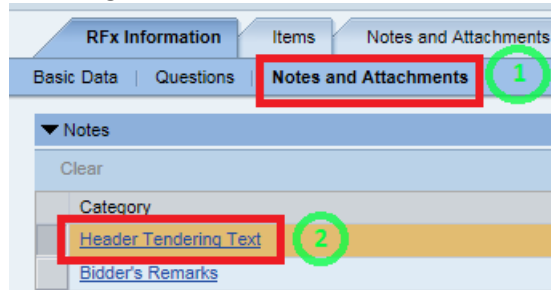 RFx Information Items Notes and Attachments
Basic Data | Questions | Notes and Attachments 1
Notes
Clear
Category
Header Tendering Text 2
Bidder's Remarks